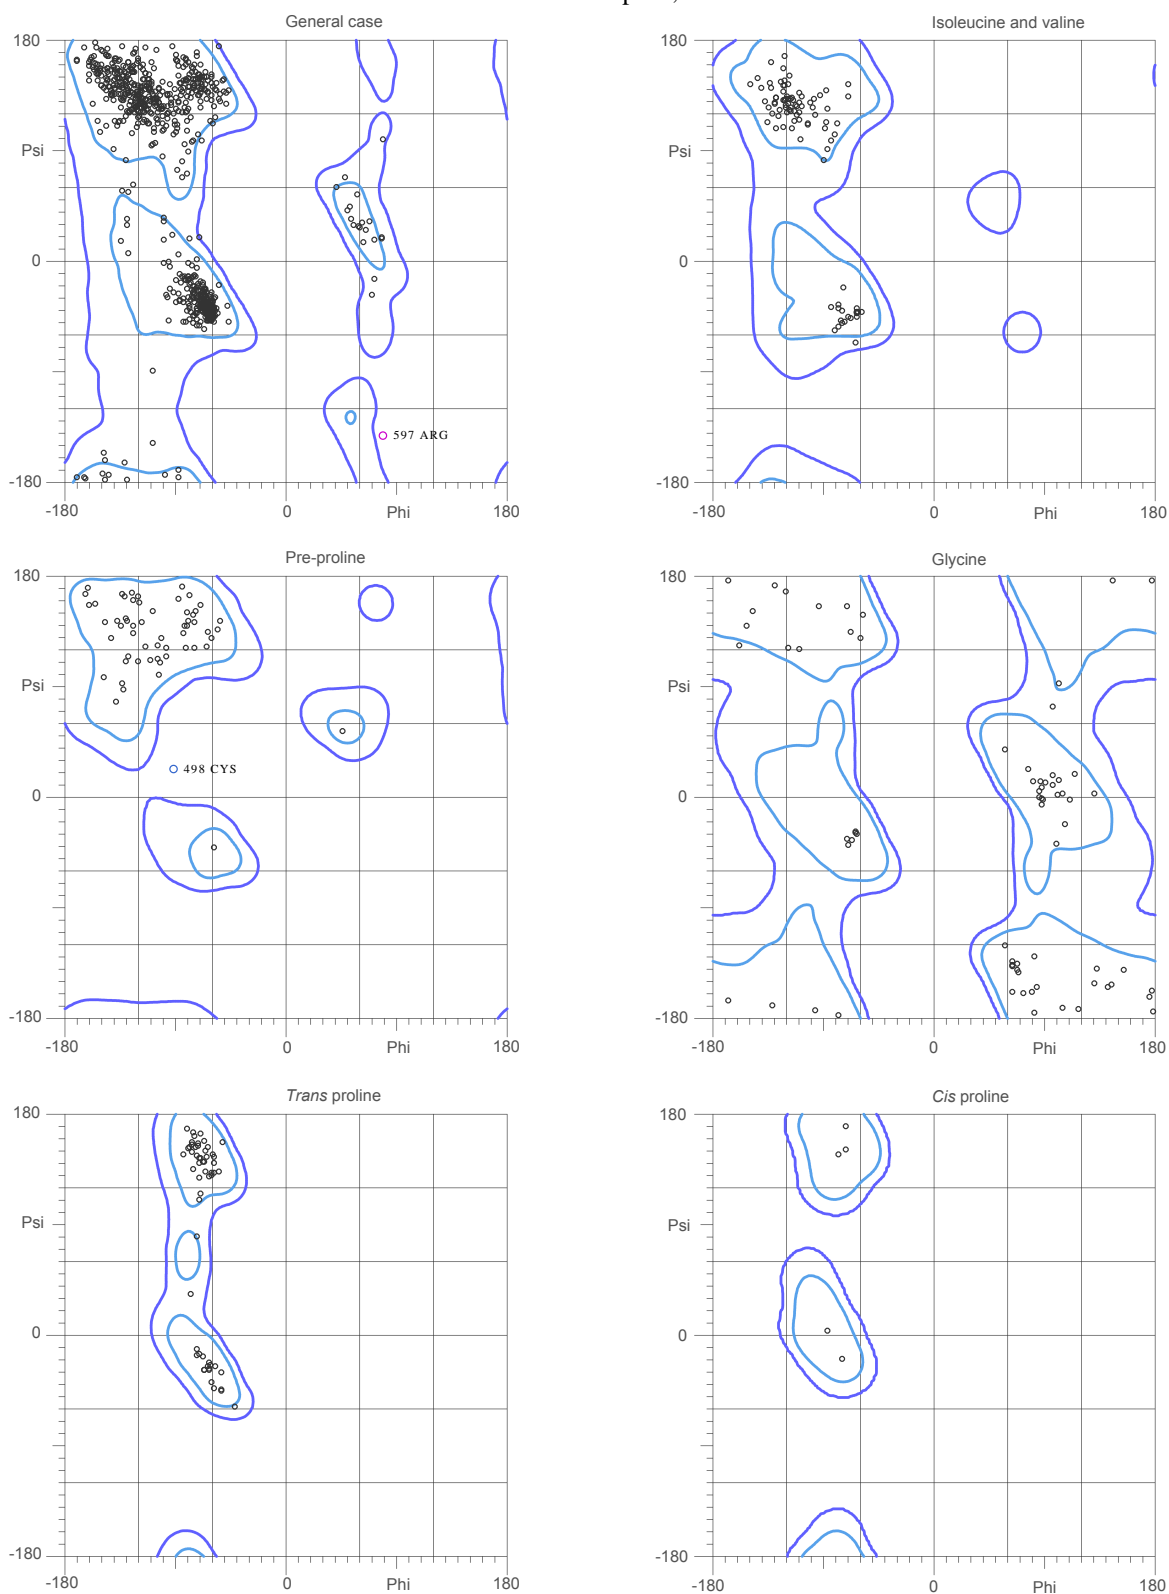 General case
Isoleucine and valine
180
180
Psi
Psi
0
0
597 ARG
-180
-180
-180
0
Phi
180
-180
0
Phi
180
Pre-proline
Glycine
180
180
Psi
Psi
498 CYS
0
0
-180
-180
-180
0
Phi
180
-180
0
Phi
180
Trans proline
Cis proline
180
180
Psi
Psi
0
0
-180
-180
-180
0
Phi
180
-180
0
Phi
180